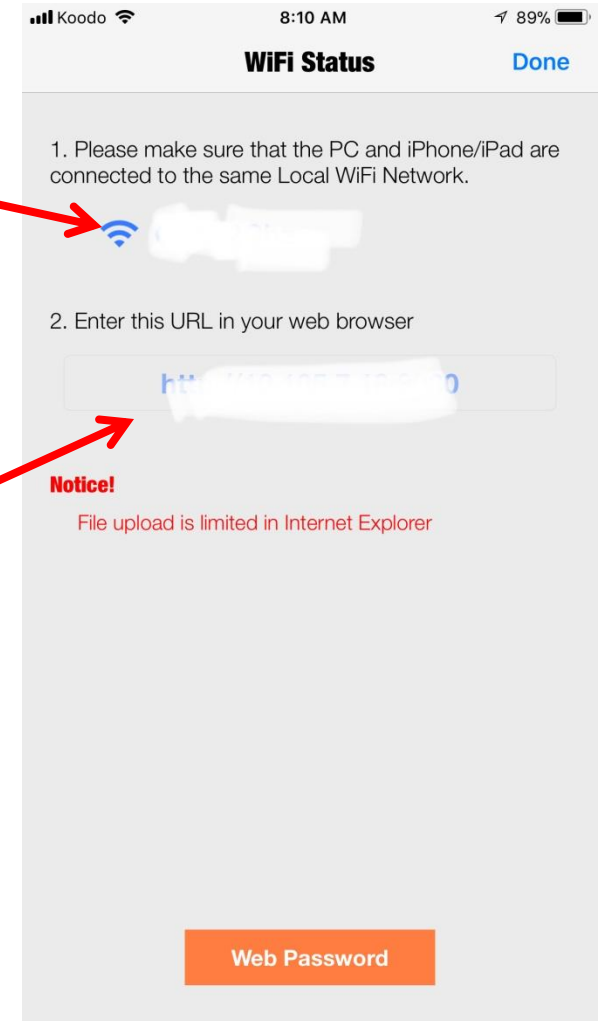 Koodo 8:10 AM 89%
WiFi Status Done
1. Please make sure that the PC and iPhone/iPad are
connected to the same Local WiFi Network.
2. Enter this URL in your web browser
Notice!
File upload is limited in Internet Explorer
Web Password